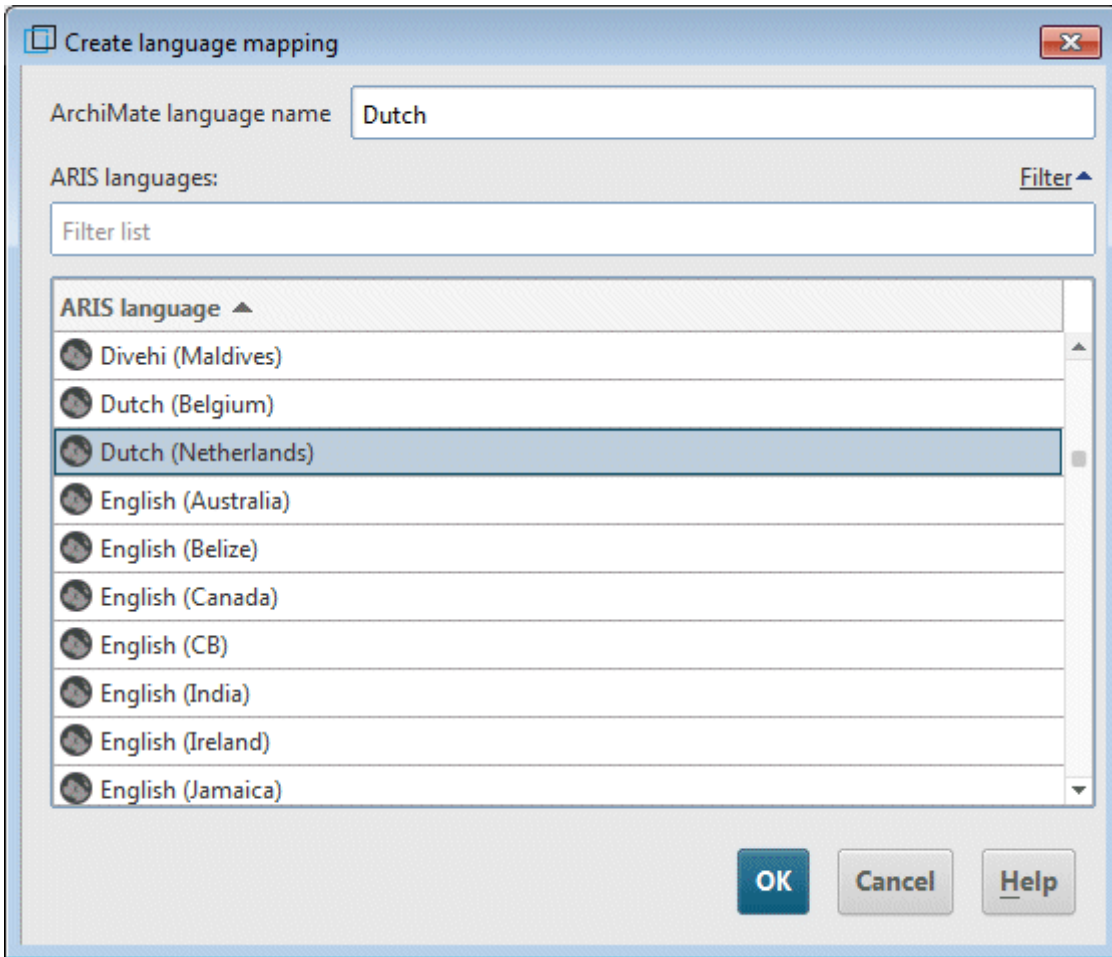 Create language mapping
ArchiMate language name Dutch
ARIS languages: Filter
Filter list
ARIS language
Divehi (Maldives)
Dutch (Belgium)
Dutch (Netherlands)
English (Australia)
English (Belize)
English (Canada)
English (CB)
English (India)
English (Ireland)
English (Jamaica)
OK Cancel Help